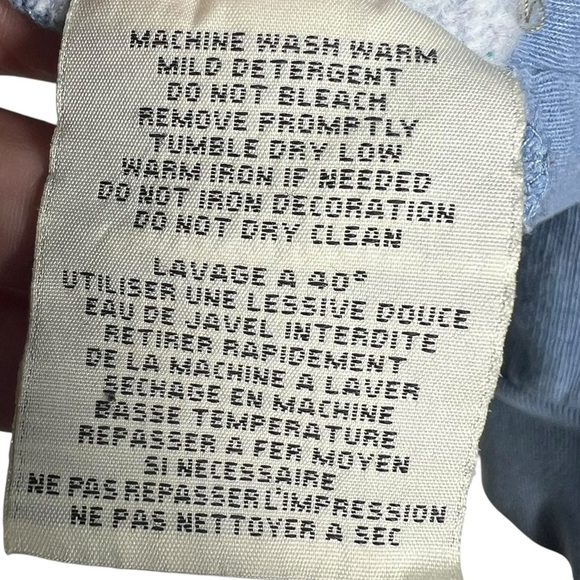 MACHINE WASH WARM
MILD DETERGENT
DO NOT BLEACH
REMOVE PROMPTLY
TUMBLE DRY LOW
WARM IRON IF NEEDED
DO NOT IRON DECORATION
DO NOT DRY CLEAN
LAVAGE A 40°
UTILISER UNE LESSIVE DOUCE
EAU DE JAVEL INTERDITE
RETIRER RAPIDEMENT
DE LA MACHINE A LAVER
SECHAGE EN MACHINE
BASSE TEMPERATURE
REPASSER A FER MOYEN
SI NECESSAIRE
NE PAS REPASSER L'IMPRESSION
NE PAS NETTOYER A SEC